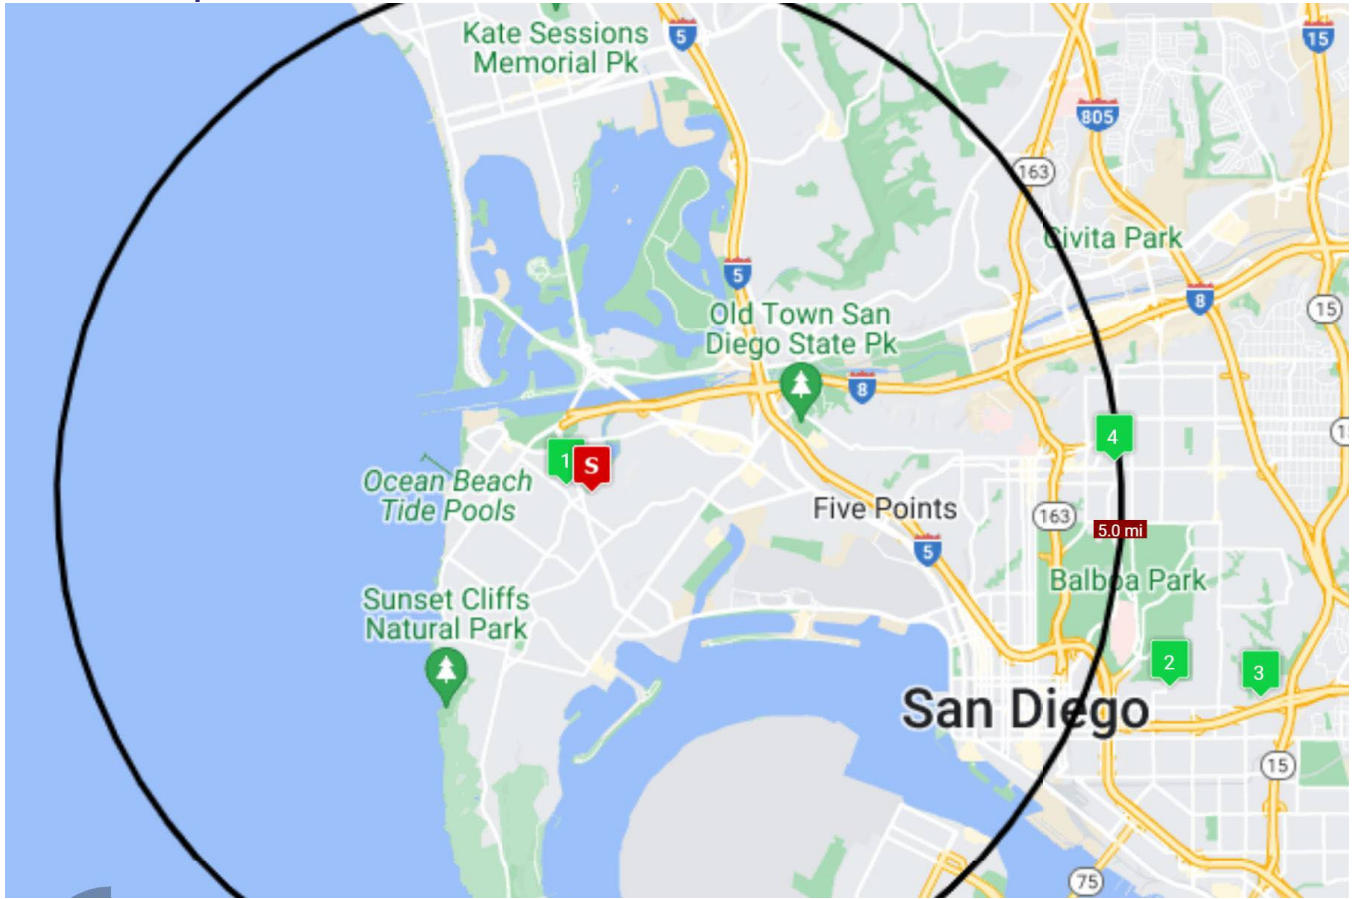 Kate Sessions
Memorial Pk
5
15
805
163
Civita Park
5
8
Old Town San
Diego State Pk
8
15
4
1
S
Ocean Beach
Tide Pools
Five Points
163
5.0 mi
5
Balboa Park
Sunset Cliffs
Natural Park
2
3
San Diego
15
75